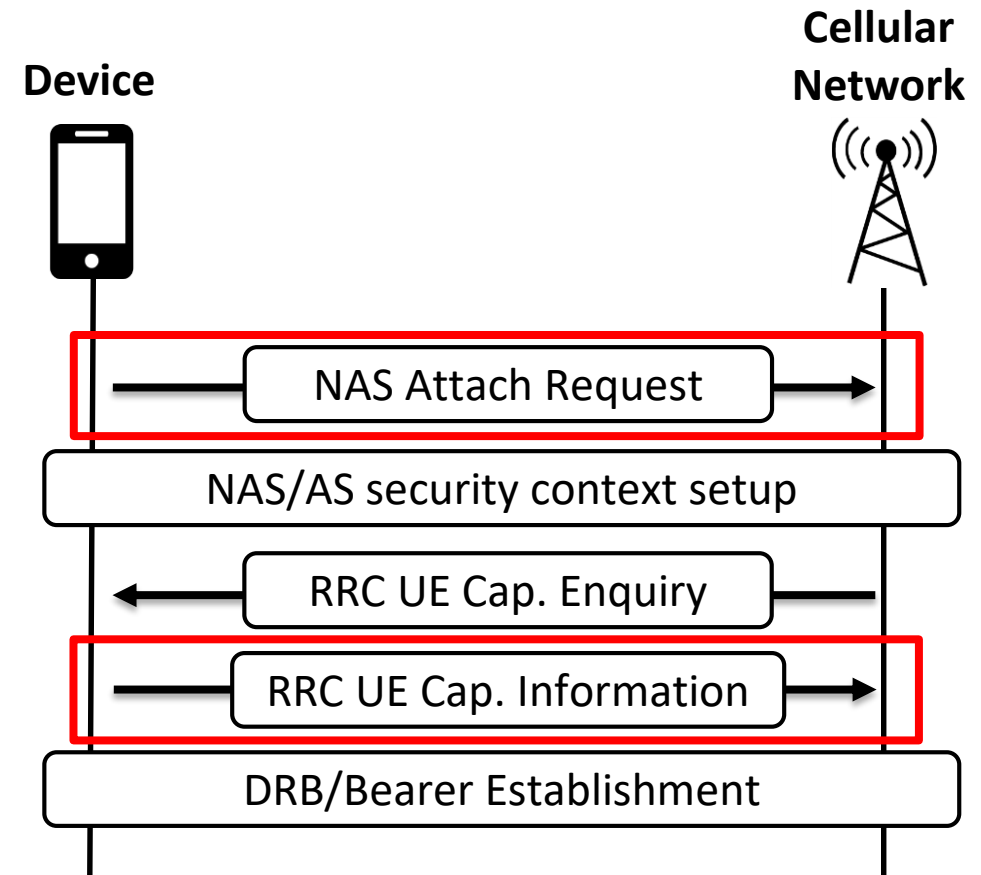 Device
Cellular
Network
NAS Attach Request
NAS/AS security context setup
RRC UE Cap. Enquiry
RRC UE Cap. Information
DRB/Bearer Establishment